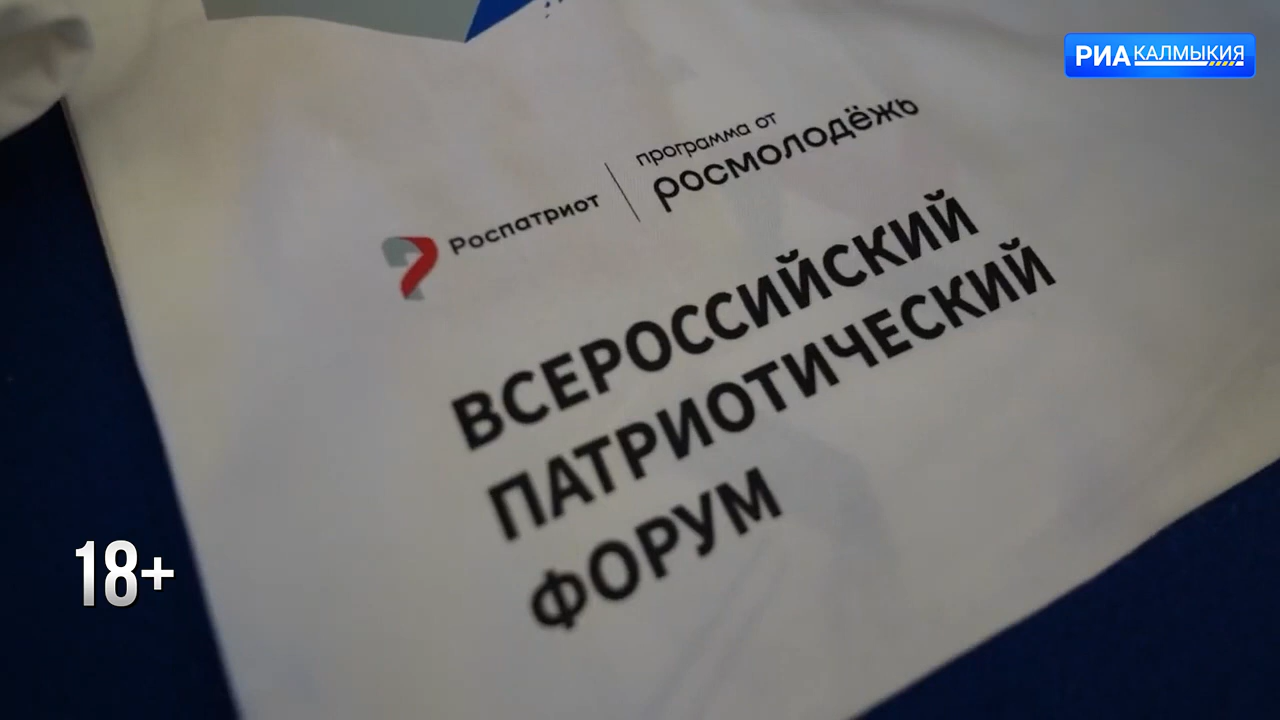 РИА КАЛМЫКИЯ
программа от
Роспатриот
росмолодёжь
ВСЕРОССИЙСКИЙ
ПАТРИОТИЧЕСКИЙ
ФОРУМ
18+